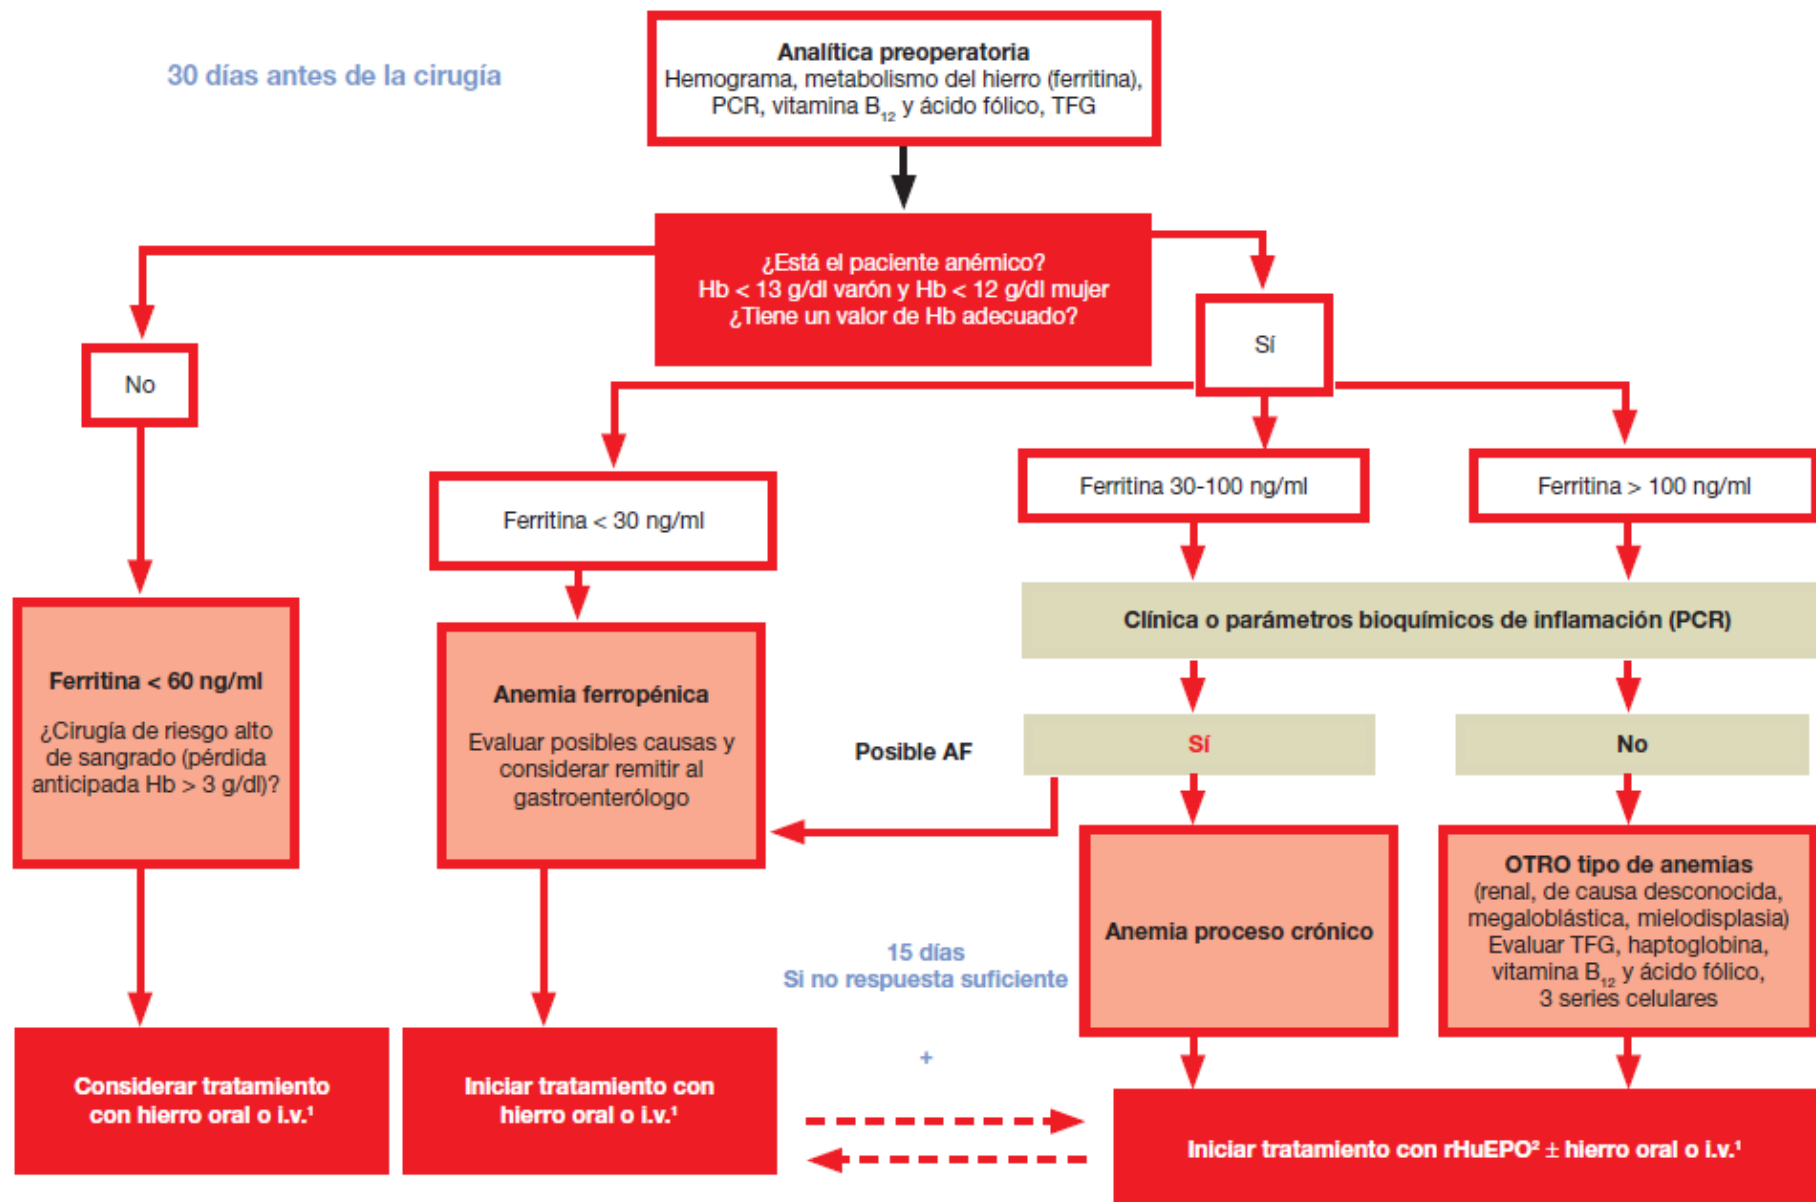 30 días antes de la cirugía
Analítica preoperatoria
Hemograma, metabolismo del hierro (ferritina),
PCR, vitamina B₁₂ y ácido fólico, TFG
¿Está el paciente anémico?
Hb < 13 g/dl varón y Hb < 12 g/dl mujer
¿Tiene un valor de Hb adecuado?
No
Sí
Ferritina < 30 ng/ml
Ferritina 30-100 ng/ml
Ferritina > 100 ng/ml
Clínica o parámetros bioquímicos de inflamación (PCR)
Ferritina < 60 ng/ml
¿Cirugía de riesgo alto
de sangrado (pérdida
anticipada Hb > 3 g/dl)?
Anemia ferropénica
Evaluar posibles causas y
considerar remitir al
gastroenterólogo
Posible AF
Sí
No
Anemia proceso crónico
OTRO tipo de anemias
(renal, de causa desconocida,
megaloblástica, mielodisplasia)
Evaluar TFG, haptoglobina,
vitamina B₁₂ y ácido fólico,
3 series celulares
15 días
Si no respuesta suficiente
+
Considerar tratamiento
con hierro oral o i.v.¹
Iniciar tratamiento con
hierro oral o i.v.¹
Iniciar tratamiento con rHuEPO² ± hierro oral o i.v.¹